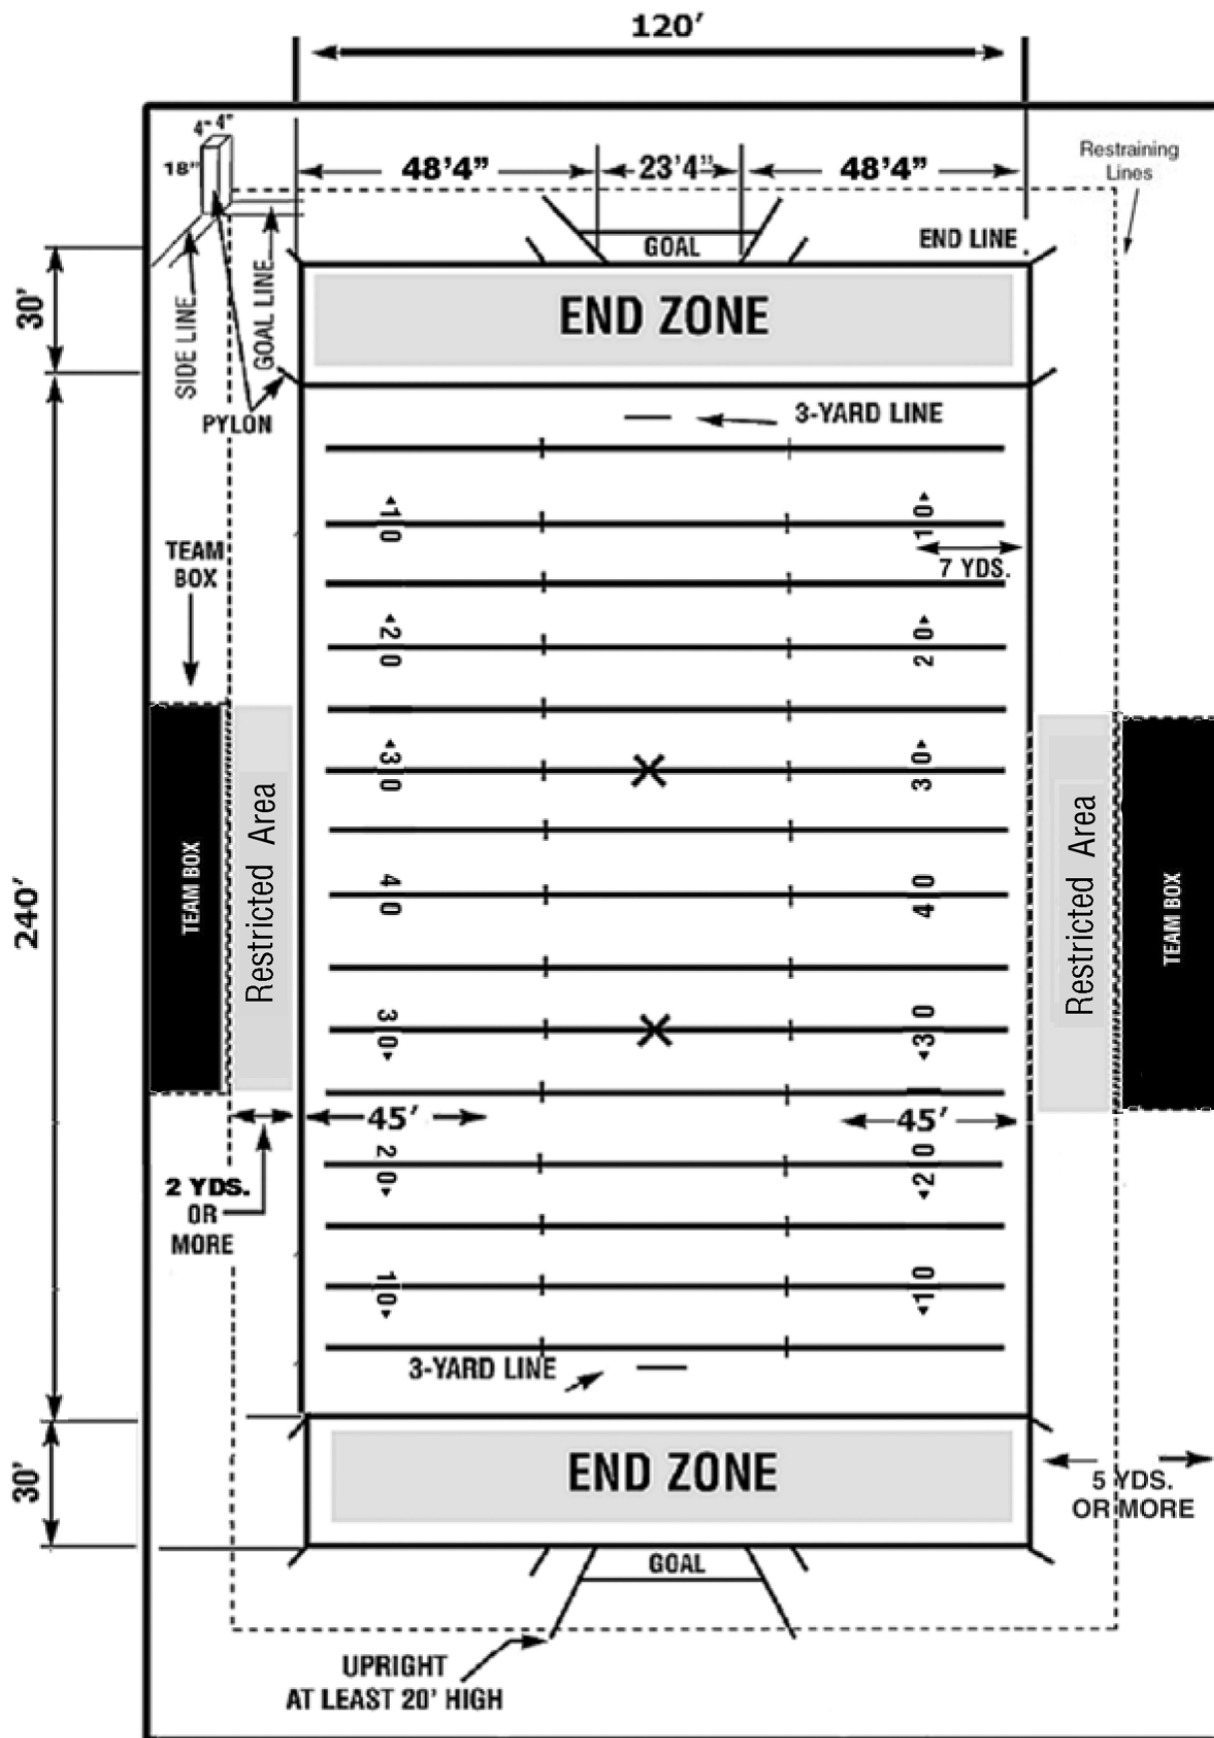 120’
4" 4"
18"
48’4”
23’4”
48’4”
Restraining
Lines
GOAL
END LINE
30’
SIDE LINE
GOAL LINE
END ZONE
PYLON
3-YARD LINE
10
10
7 YDS.
TEAM
BOX
20
20
30
30
TEAM BOX
Restricted Area
Restricted Area
TEAM BOX
240’
40
40
30
30
45’
45’
2 YDS.
OR
MORE
20
20
10
10
3-YARD LINE
30’
END ZONE
5 YDS.
OR MORE
GOAL
UPRIGHT
AT LEAST 20’ HIGH